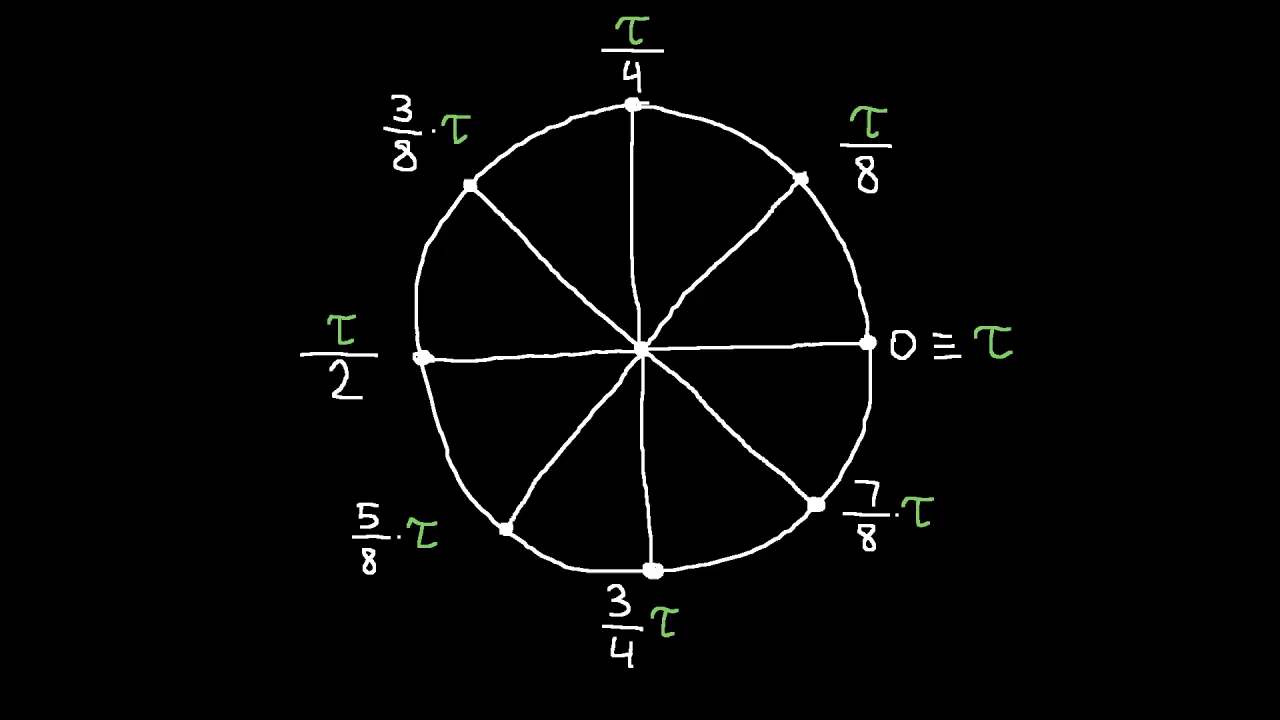 τ/4
3/8 · τ
τ/8
τ/2
0 ≡ τ
5/8 · τ
7/8 · τ
3/4 τ